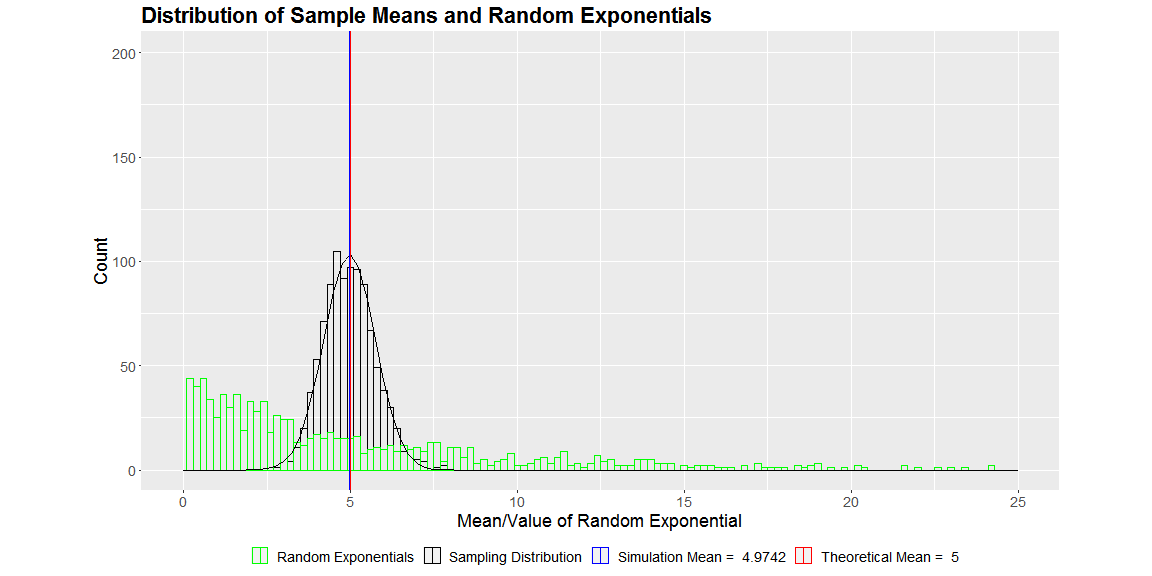 Distribution of Sample Means and Random Exponentials
200
150
100
50
0
Count
0 5 10 15 20 25
Mean/Value of Random Exponential
Random Exponentials Sampling Distribution Simulation Mean = 4.9742 Theoretical Mean = 5